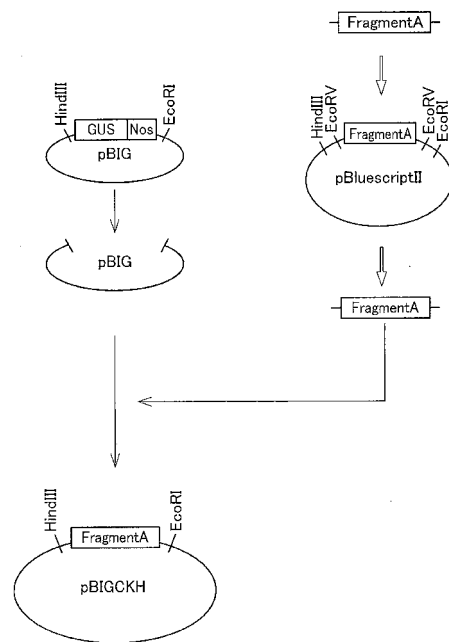 FragmentA
HindIII
GUS
Nos
EcoRI
pBIG
HindIII
EcoRV
FragmentA
EcoRV
EcoRI
pBluescriptII
pBIG
FragmentA
HindIII
FragmentA
EcoRI
pBIGCKH